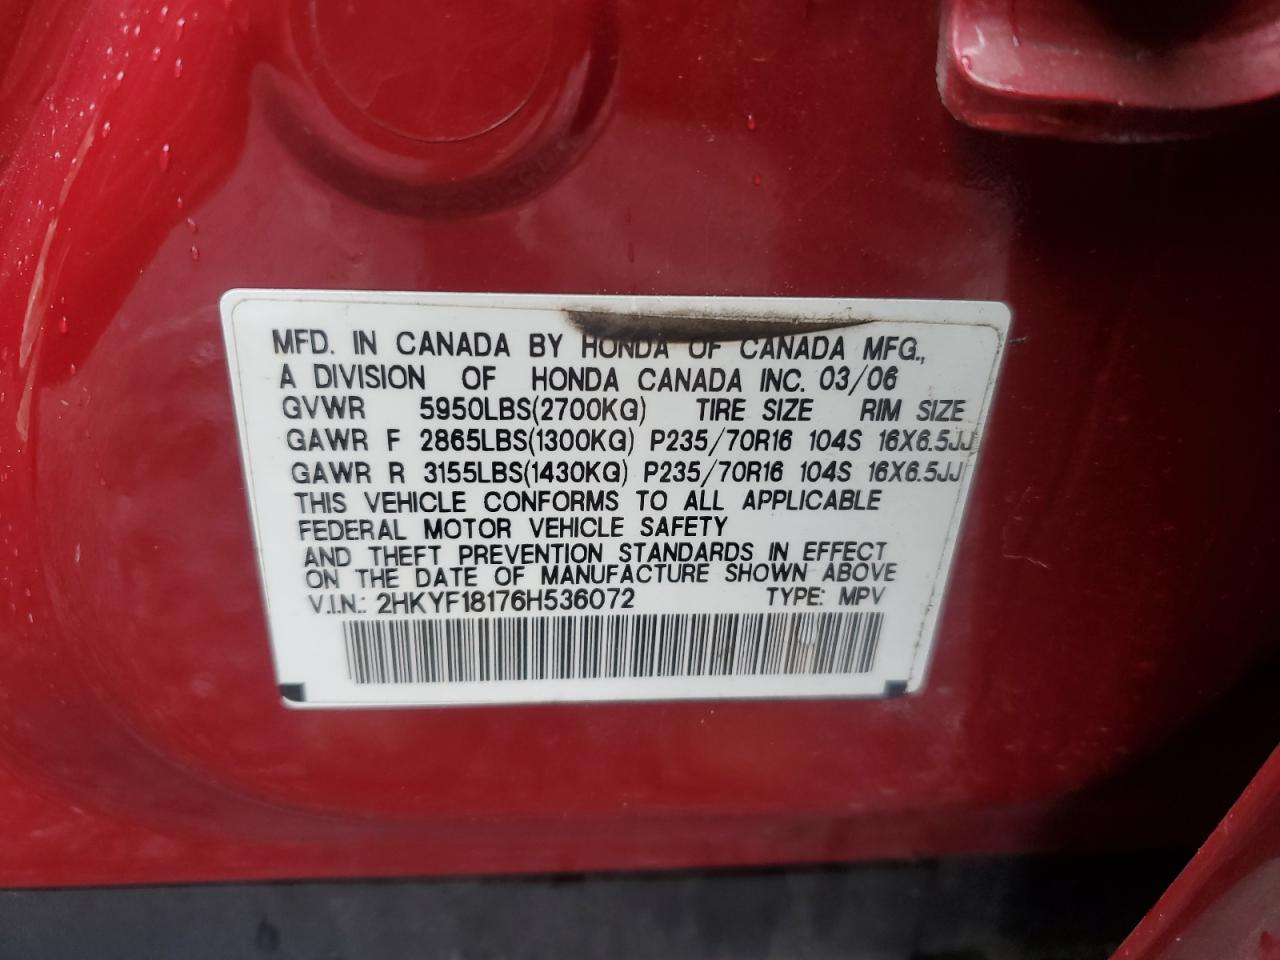 MFD. IN CANADA BY HONDA OF CANADA MFG.,
A DIVISION OF HONDA CANADA INC. 03/06
GVWR 5950LBS(2700KG) TIRE SIZE RIM SIZE
GAWR F 2865LBS(1300KG) P235/70R16 104S 16X6.5JJ
GAWR R 3155LBS(1430KG) P235/70R16 104S 16X6.5JJ
THIS VEHICLE CONFORMS TO ALL APPLICABLE
FEDERAL MOTOR VEHICLE SAFETY
AND THEFT PREVENTION STANDARDS IN EFFECT
ON THE DATE OF MANUFACTURE SHOWN ABOVE
V.I.N.: 2HKYF18176H536072 TYPE: MPV